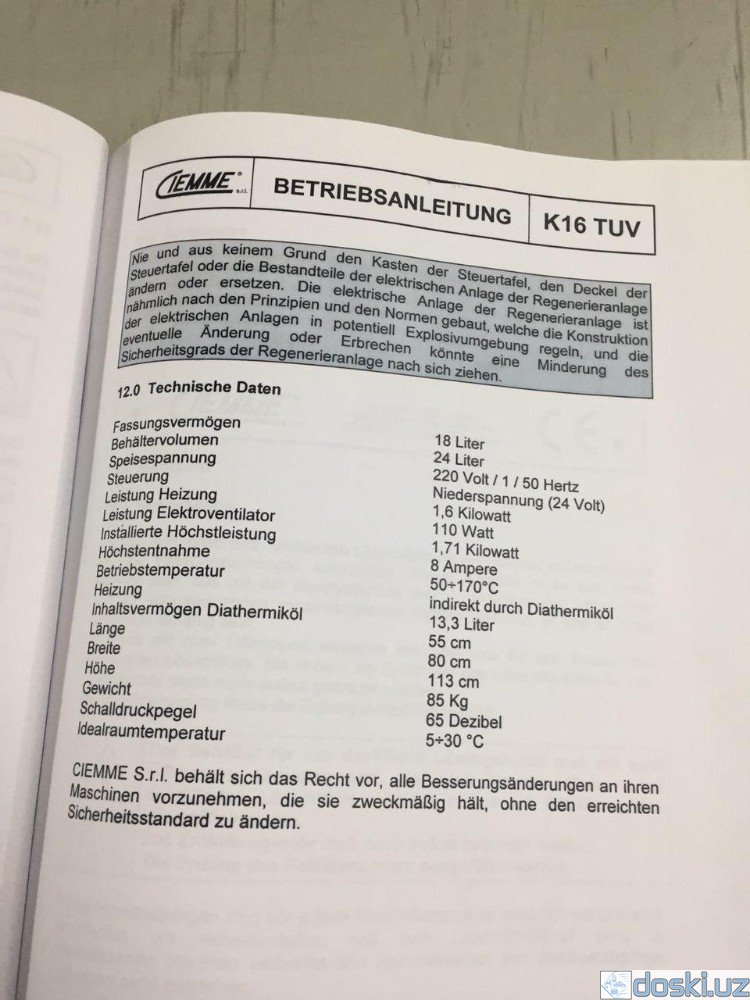 CIEMME® s.r.l.
BETRIEBSANLEITUNG
K16 TUV
Nie und aus keinem Grund den Kasten der Steuertafel, den Deckel der
Steuertafel oder die Bestandteile der elektrischen Anlage der Regenerieranlage
ändern oder ersetzen. Die elektrische Anlage der Regenerieranlage ist
nähmlich nach den Prinzipien und den Normen gebaut, welche die Konstruktion
der elektrischen Anlagen in potentiell Explosivumgebung regeln, und die
eventuelle Änderung oder Erbrechen könnte eine Minderung des
Sicherheitsgrads der Regenerieranlage nach sich ziehen.
12.0 Technische Daten
Fassungsvermögen 18 Liter
Behältervolumen 24 Liter
Speisespannung 220 Volt / 1 / 50 Hertz
Steuerung Niederspannung (24 Volt)
Leistung Heizung 1,6 Kilowatt
Leistung Elektroventilator 110 Watt
Installierte Höchstleistung 1,71 Kilowatt
Höchstentnahme 8 Ampere
Betriebstemperatur 50÷170°C
Heizung indirekt durch Diathermiköl
Inhaltsvermögen Diathermiköl 13,3 Liter
Länge 55 cm
Breite 80 cm
Höhe 113 cm
Gewicht 85 Kg
Schalldruckpegel 65 Dezibel
Idealraumtemperatur 5÷30 °C
CIEMME S.r.l. behält sich das Recht vor, alle Besserungsänderungen an ihren
Maschinen vorzunehmen, die sie zweckmäßig hält, ohne den erreichten
Sicherheitsstandard zu ändern.
doski.uz